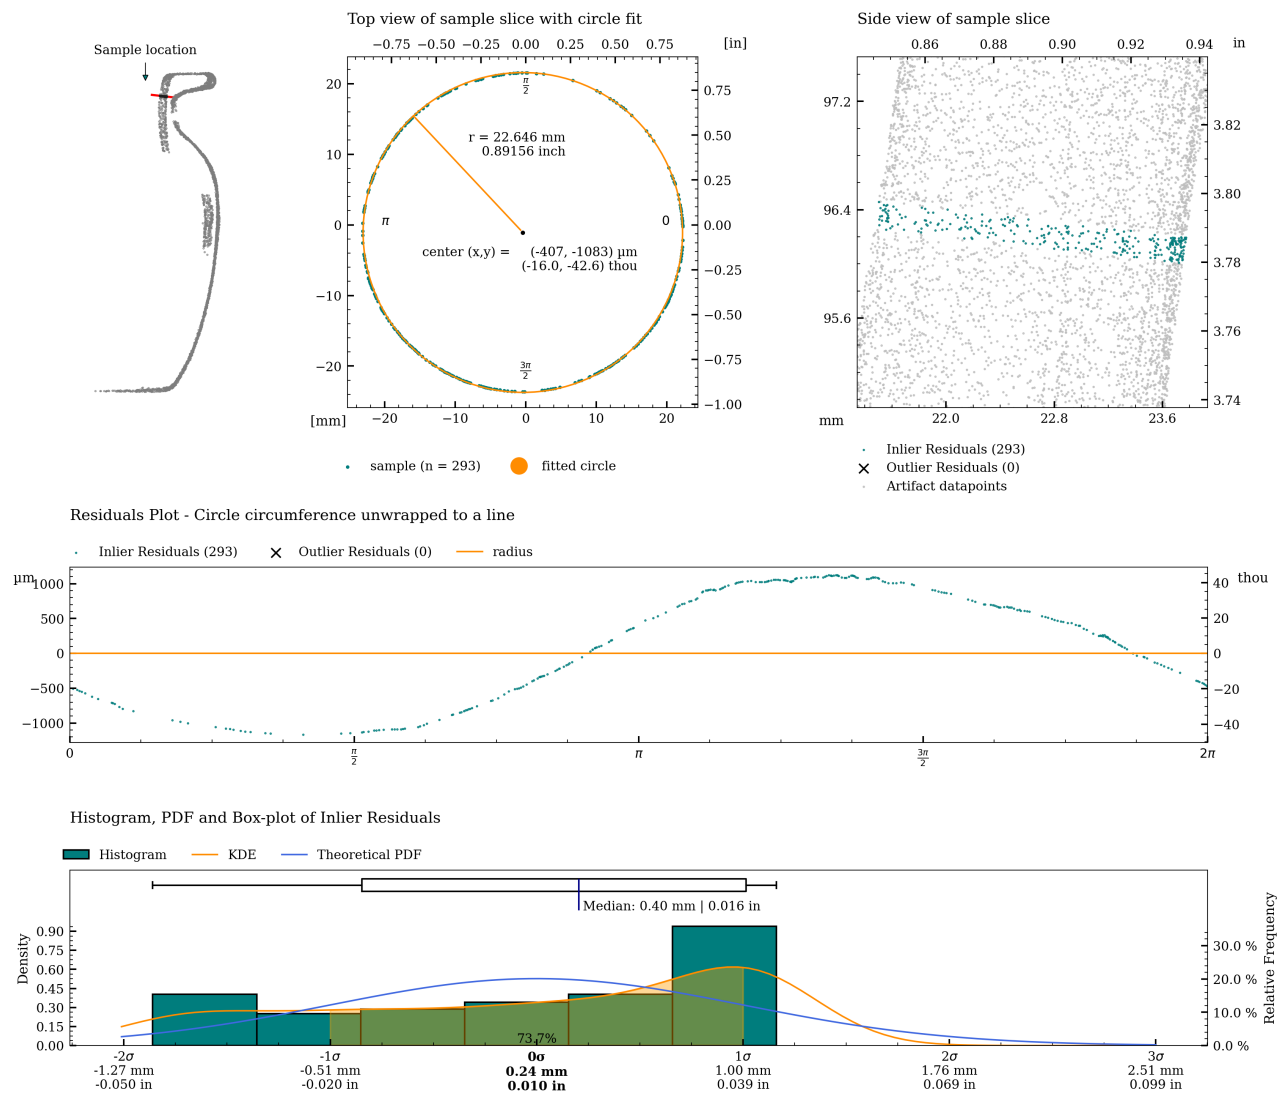 Top view of sample slice with circle fit
Side view of sample slice
Sample location
−0.75 −0.50 −0.25 0.00 0.25 0.50 0.75 [in]
0.86 0.88 0.90 0.92 0.94 in
20
10
0
−10
−20
[mm]
−20 −10 0 10 20
0.75
0.50
0.25
0.00
−0.25
−0.50
−0.75
−1.00
π/2
π
0
3π/2
r = 22.646 mm
0.89156 inch
center (x,y) = (-407, -1083) µm
(-16.0, -42.6) thou
97.2
96.4
95.6
mm
22.0 22.8 23.6
3.82
3.80
3.78
3.76
3.74
sample (n = 293) fitted circle
Inlier Residuals (293)
Outlier Residuals (0)
Artifact datapoints
Residuals Plot - Circle circumference unwrapped to a line
Inlier Residuals (293) Outlier Residuals (0) radius
µm
1000
500
0
−500
−1000
40 thou
20
0
−20
−40
0 π/2 π 3π/2 2π
Histogram, PDF and Box-plot of Inlier Residuals
Histogram KDE Theoretical PDF
Median: 0.40 mm | 0.016 in
Density
0.90
0.75
0.60
0.45
0.30
0.15
0.00
Relative Frequency
30.0 %
20.0 %
10.0 %
0.0 %
73.7%
-2σ -1σ 0σ 1σ 2σ 3σ
-1.27 mm -0.51 mm 0.24 mm 1.00 mm 1.76 mm 2.51 mm
-0.050 in -0.020 in 0.010 in 0.039 in 0.069 in 0.099 in